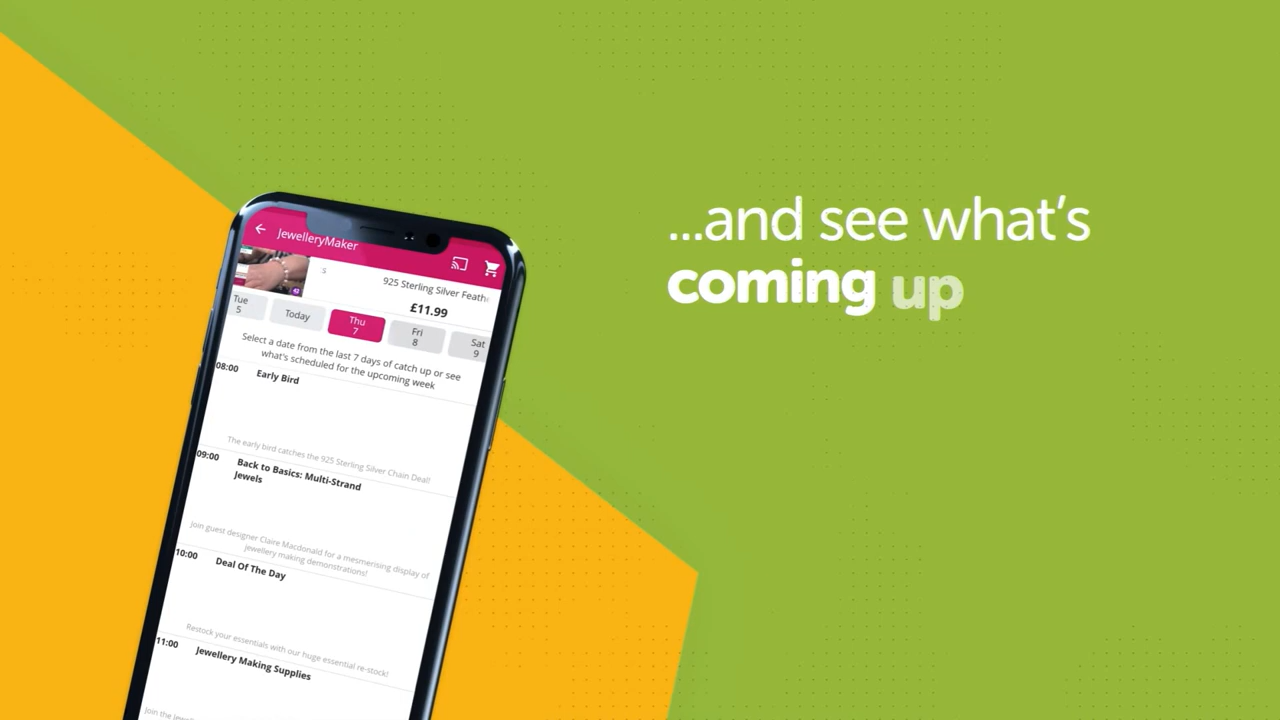 ...and see what's
coming up
JewelleryMaker
s
925 Sterling Silver Feathe
£11.99
Tue
5
Today
Thu
7
Fri
8
Sat
9
Select a date from the last 7 days of catch up or see
what's scheduled for the upcoming week
08:00 Early Bird
The early bird catches the 925 Sterling Silver Chain Deal!
09:00 Back to Basics: Multi-Strand
Jewels
Join guest designer Claire Macdonald for a mesmerising display of
jewellery making demonstrations!
10:00 Deal Of The Day
Restock your essentials with our huge essential re-stock!
11:00 Jewellery Making Supplies
Join the